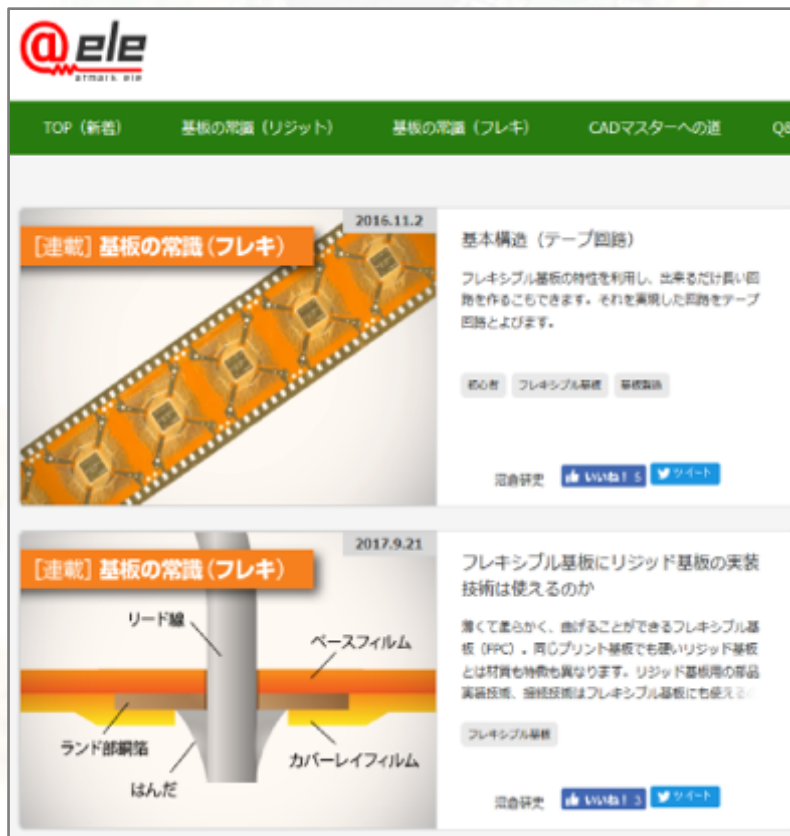 @ele
atmark ele
TOP（新着）
基板の常識（リジット）
基板の常識（フレキ）
CADマスターへの道
2016.11.2
［連載］基板の常識（フレキ）
基本構造（テープ回路）
フレキシブル基板の特性を利用し、出来るだけ長い回
路を作るこもできます。それを実現した回路をテープ
回路とよびます。
初心者 フレキシブル基板 基板製造
沼倉研史 いいね！ 5 ツイート
2017.9.21
［連載］基板の常識（フレキ）
リード線
ベースフィルム
ランド部銅箔
はんだ
カバーレイフィルム
フレキシブル基板にリジッド基板の実装
技術は使えるのか
薄くて柔らかく、曲げることができるフレキシブル基
板（FPC）。同じプリント基板でも硬いリジッド基板
とは材質も特徴も異なります。リジッド基板用の部品
実装技術、接続技術はフレキシブル基板にも使える
フレキシブル基板
沼倉研史 いいね！ 3 ツイート